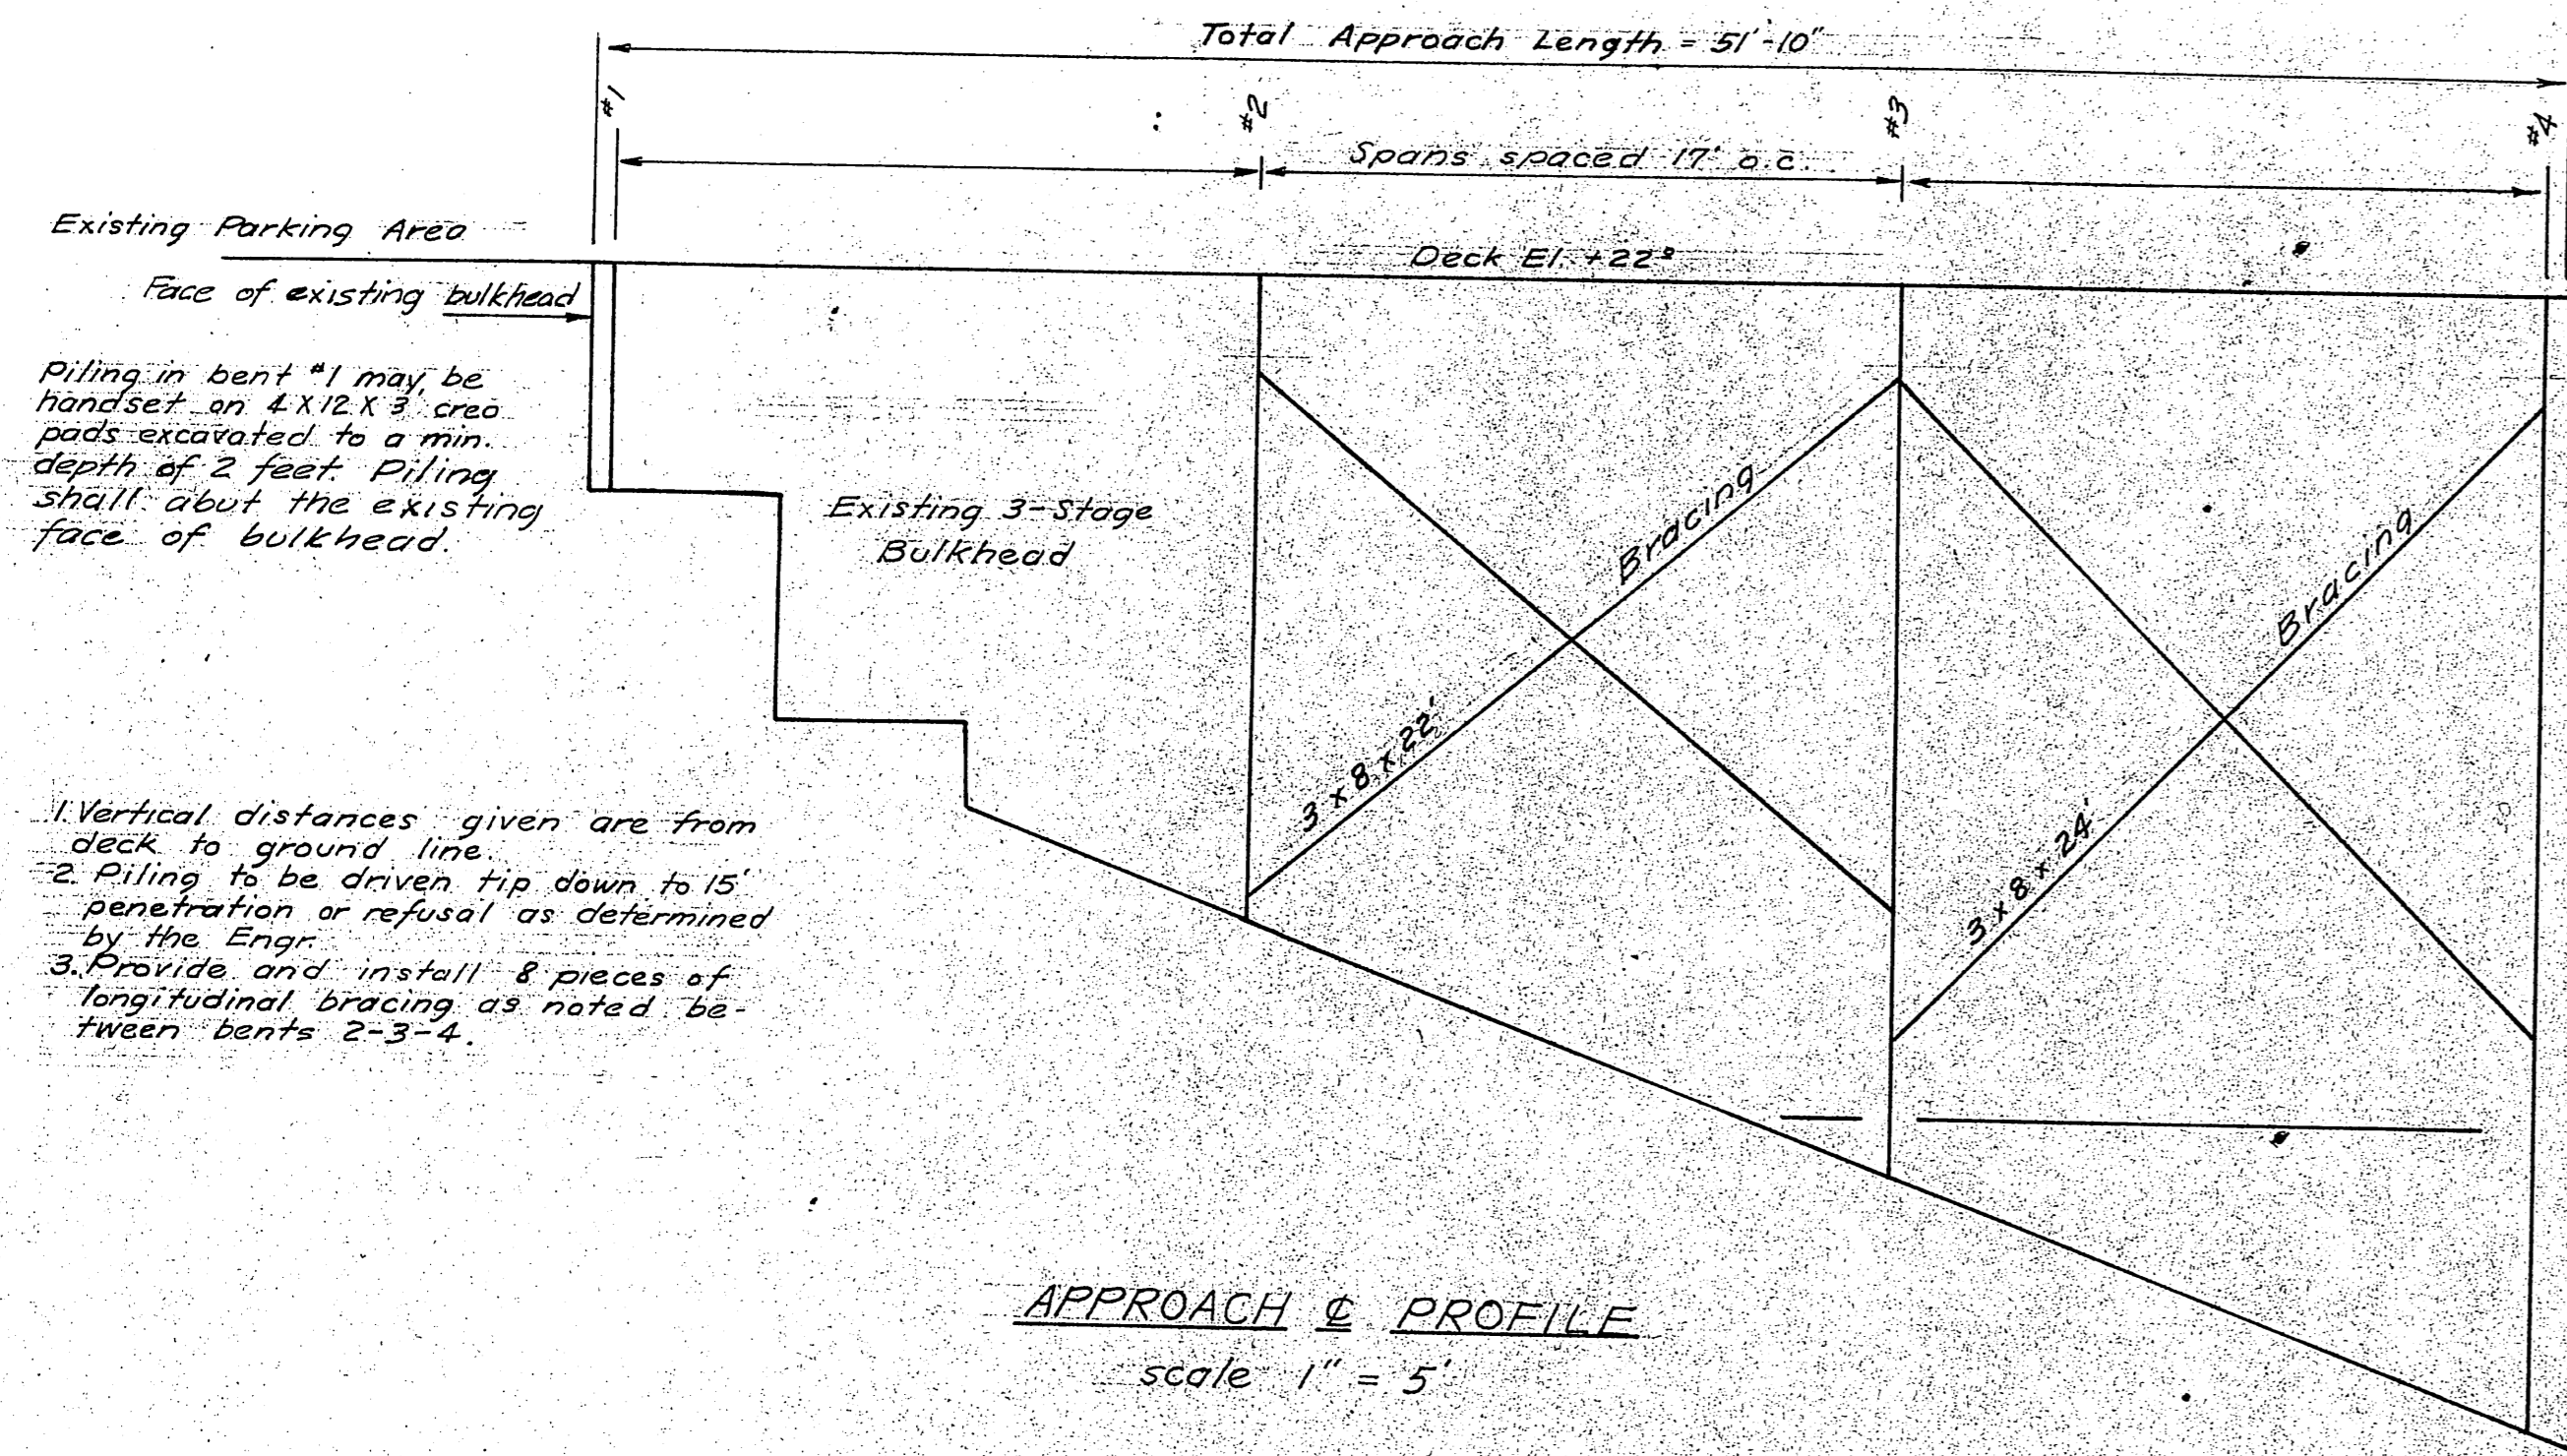 Total Approach Length = 51'-10"
#1
#2
#3
#4
Spans spaced 17' o.c.
Existing Parking Area
Deck El. +22⁰
Face of existing bulkhead
Piling in bent #1 may be
handset on 4 X 12 X 3' creo
pads excavated to a min.
depth of 2 feet. Piling
shall abut the existing
face of bulkhead.
Existing 3-Stage
Bulkhead
Bracing
3 x 8 x 22'
Bracing
3 x 8 x 24'
1. Vertical distances given are from
deck to ground line.
2. Piling to be driven tip down to 15'
penetration or refusal as determined
by the Engr.
3. Provide and install 8 pieces of
longitudinal bracing as noted be-
tween bents 2-3-4.
APPROACH ℄ PROFILE
scale 1" = 5'